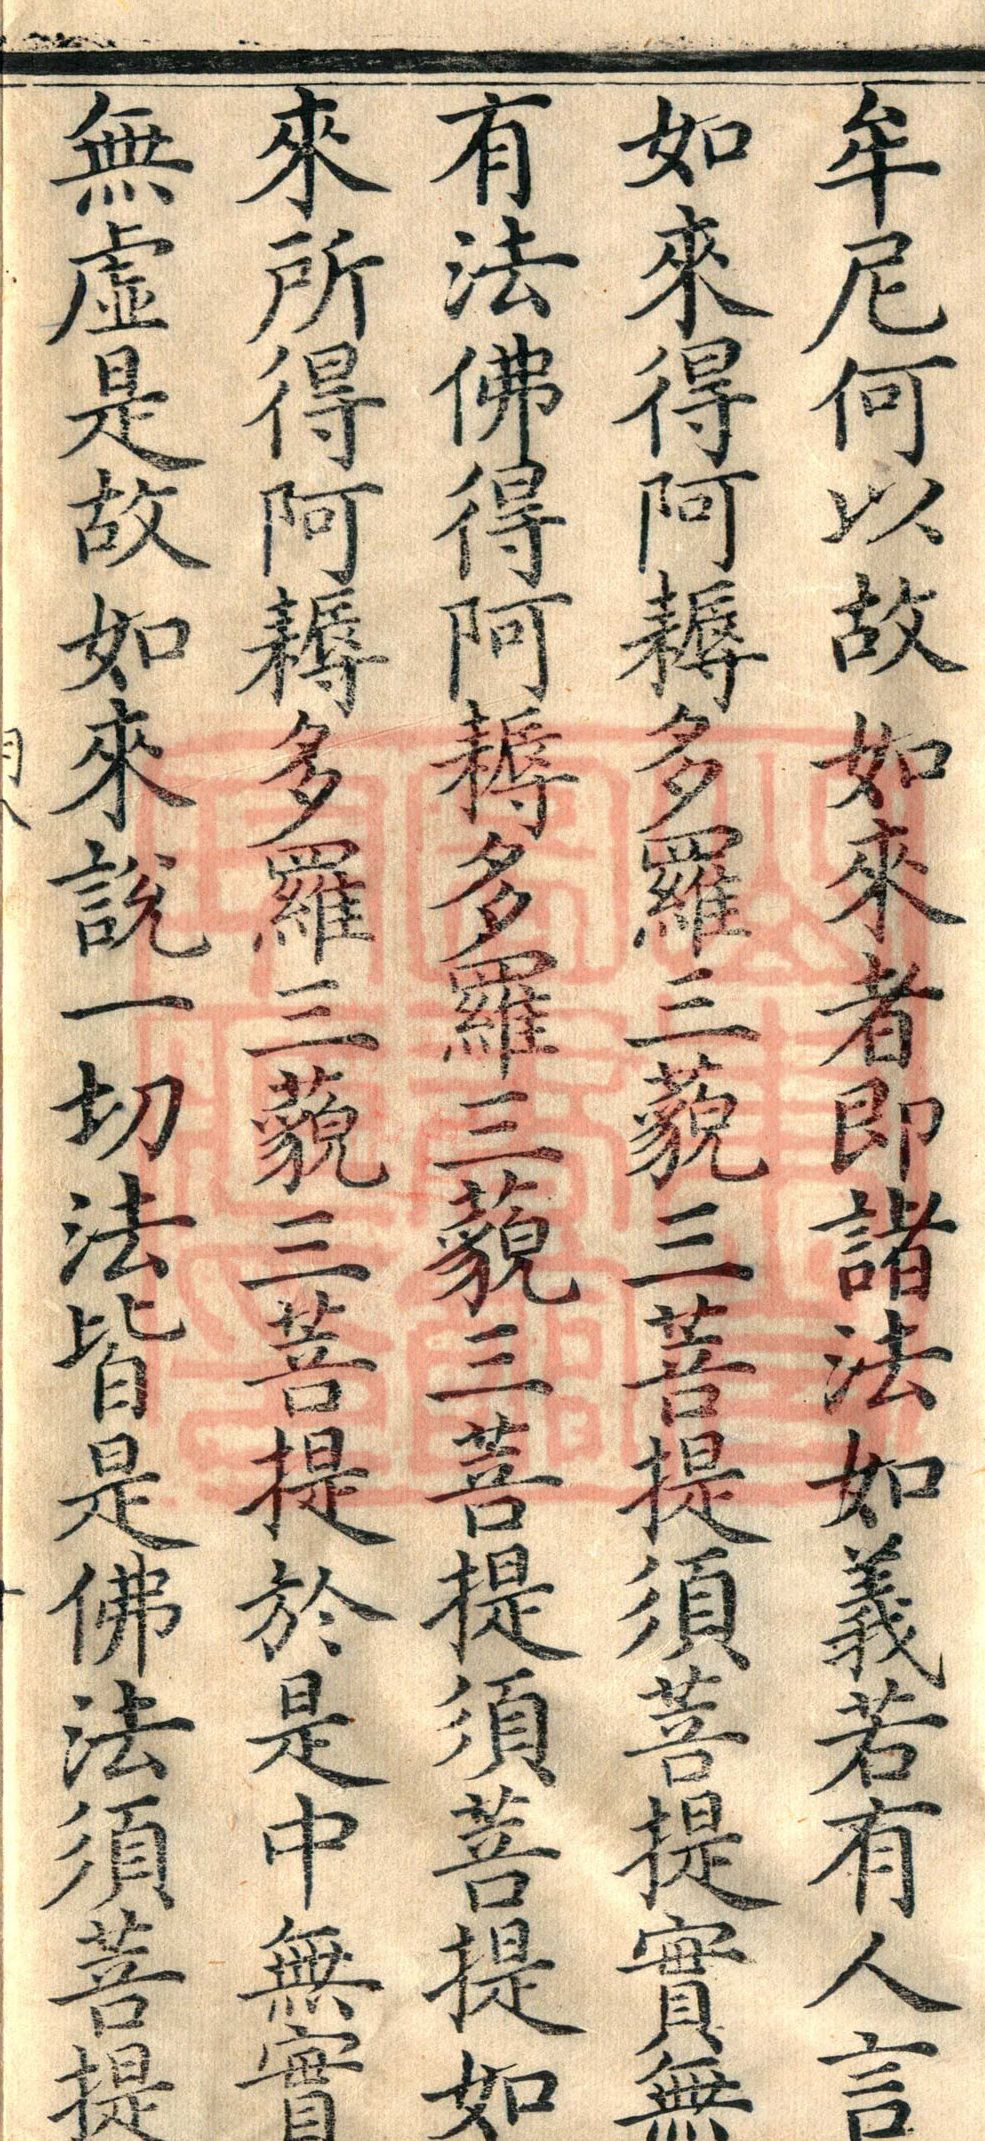 牟尼何以故如來者即諸法如義若有人言
如來得阿耨多羅三藐三菩提須菩提實無
有法佛得阿耨多羅三藐三菩提須菩提如
來所得阿耨多羅三藐三菩提於是中無實
無虛是故如來說一切法皆是佛法須菩提